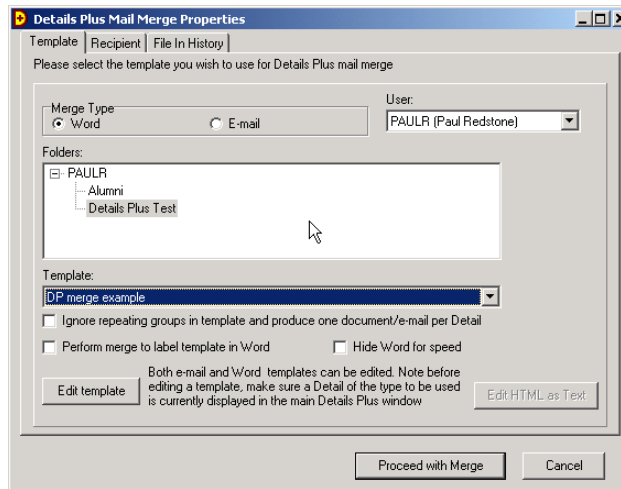 Details Plus Mail Merge Properties
Template Recipient File In History
Please select the template you wish to use for Details Plus mail merge
Merge Type
Word E-mail
User:
PAULR (Paul Redstone)
Folders:
PAULR
Alumni
Details Plus Test
Template:
DP merge example
Ignore repeating groups in template and produce one document/e-mail per Detail
Perform merge to label template in Word Hide Word for speed
Edit template
Both e-mail and Word templates can be edited. Note before
editing a template, make sure a Detail of the type to be used
is currently displayed in the main Details Plus window
Edit HTML as Text
Proceed with Merge Cancel